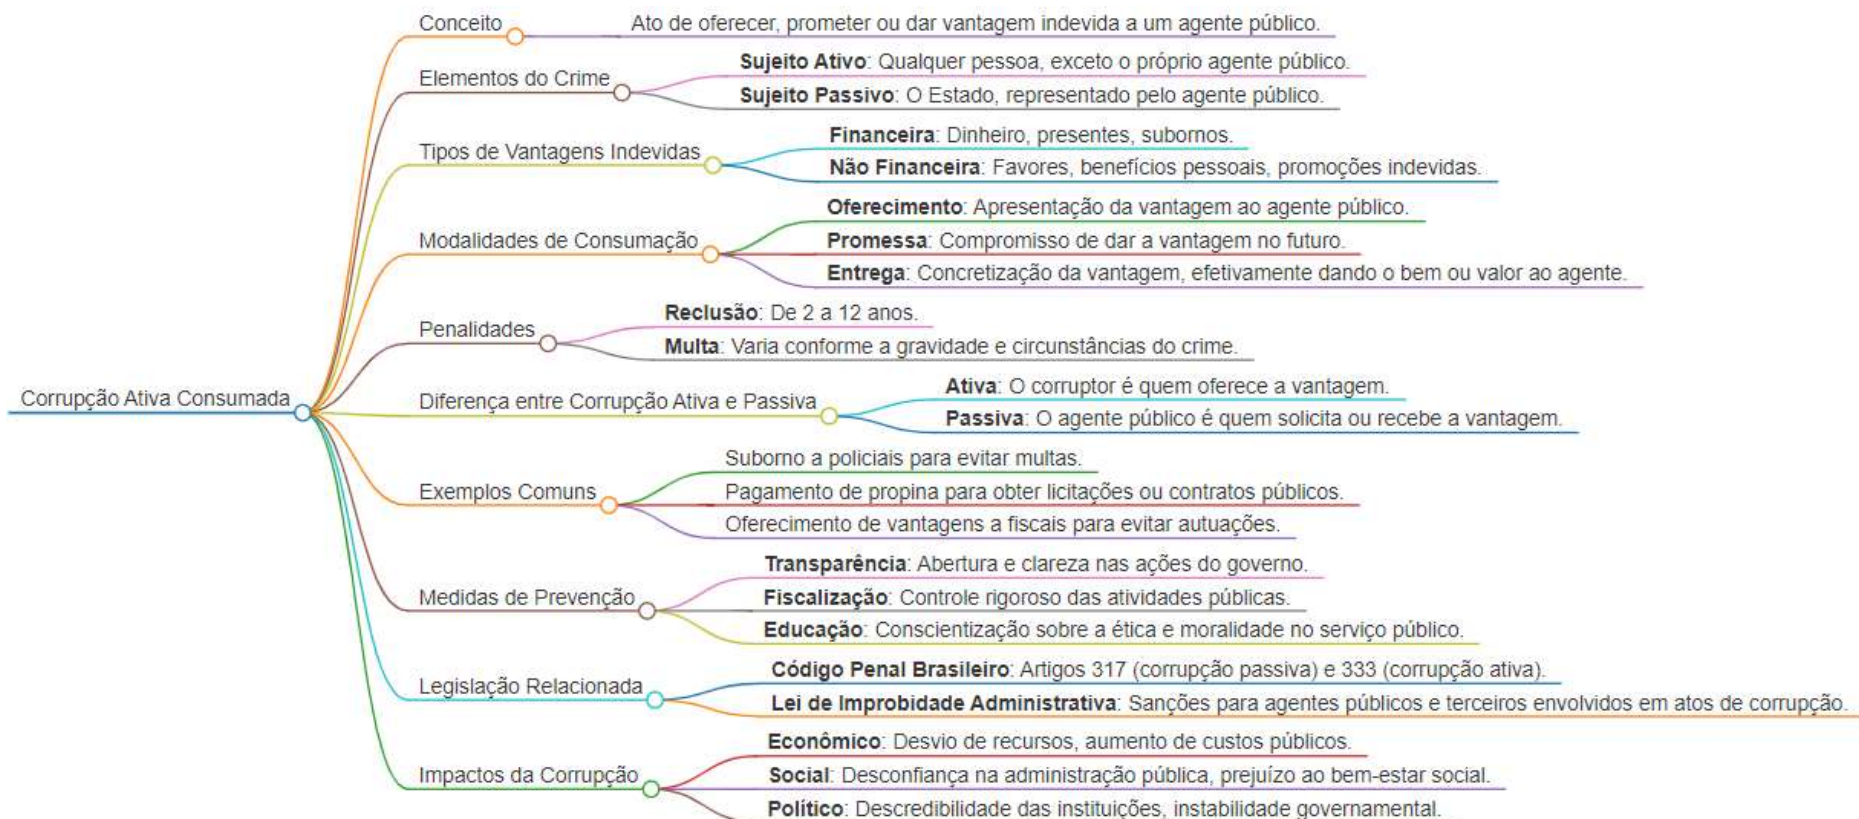 Corrupção Ativa Consumada
Conceito
Ato de oferecer, prometer ou dar vantagem indevida a um agente público.
Elementos do Crime
Sujeito Ativo: Qualquer pessoa, exceto o próprio agente público.
Sujeito Passivo: O Estado, representado pelo agente público.
Tipos de Vantagens Indevidas
Financeira: Dinheiro, presentes, subornos.
Não Financeira: Favores, benefícios pessoais, promoções indevidas.
Modalidades de Consumação
Oferecimento: Apresentação da vantagem ao agente público.
Promessa: Compromisso de dar a vantagem no futuro.
Entrega: Concretização da vantagem, efetivamente dando o bem ou valor ao agente.
Penalidades
Reclusão: De 2 a 12 anos.
Multa: Varia conforme a gravidade e circunstâncias do crime.
Diferença entre Corrupção Ativa e Passiva
Ativa: O corruptor é quem oferece a vantagem.
Passiva: O agente público é quem solicita ou recebe a vantagem.
Exemplos Comuns
Suborno a policiais para evitar multas.
Pagamento de propina para obter licitações ou contratos públicos.
Oferecimento de vantagens a fiscais para evitar autuações.
Medidas de Prevenção
Transparência: Abertura e clareza nas ações do governo.
Fiscalização: Controle rigoroso das atividades públicas.
Educação: Conscientização sobre a ética e moralidade no serviço público.
Legislação Relacionada
Código Penal Brasileiro: Artigos 317 (corrupção passiva) e 333 (corrupção ativa).
Lei de Improbidade Administrativa: Sanções para agentes públicos e terceiros envolvidos em atos de corrupção.
Impactos da Corrupção
Econômico: Desvio de recursos, aumento de custos públicos.
Social: Desconfiança na administração pública, prejuízo ao bem-estar social.
Político: Descredibilidade das instituições, instabilidade governamental.